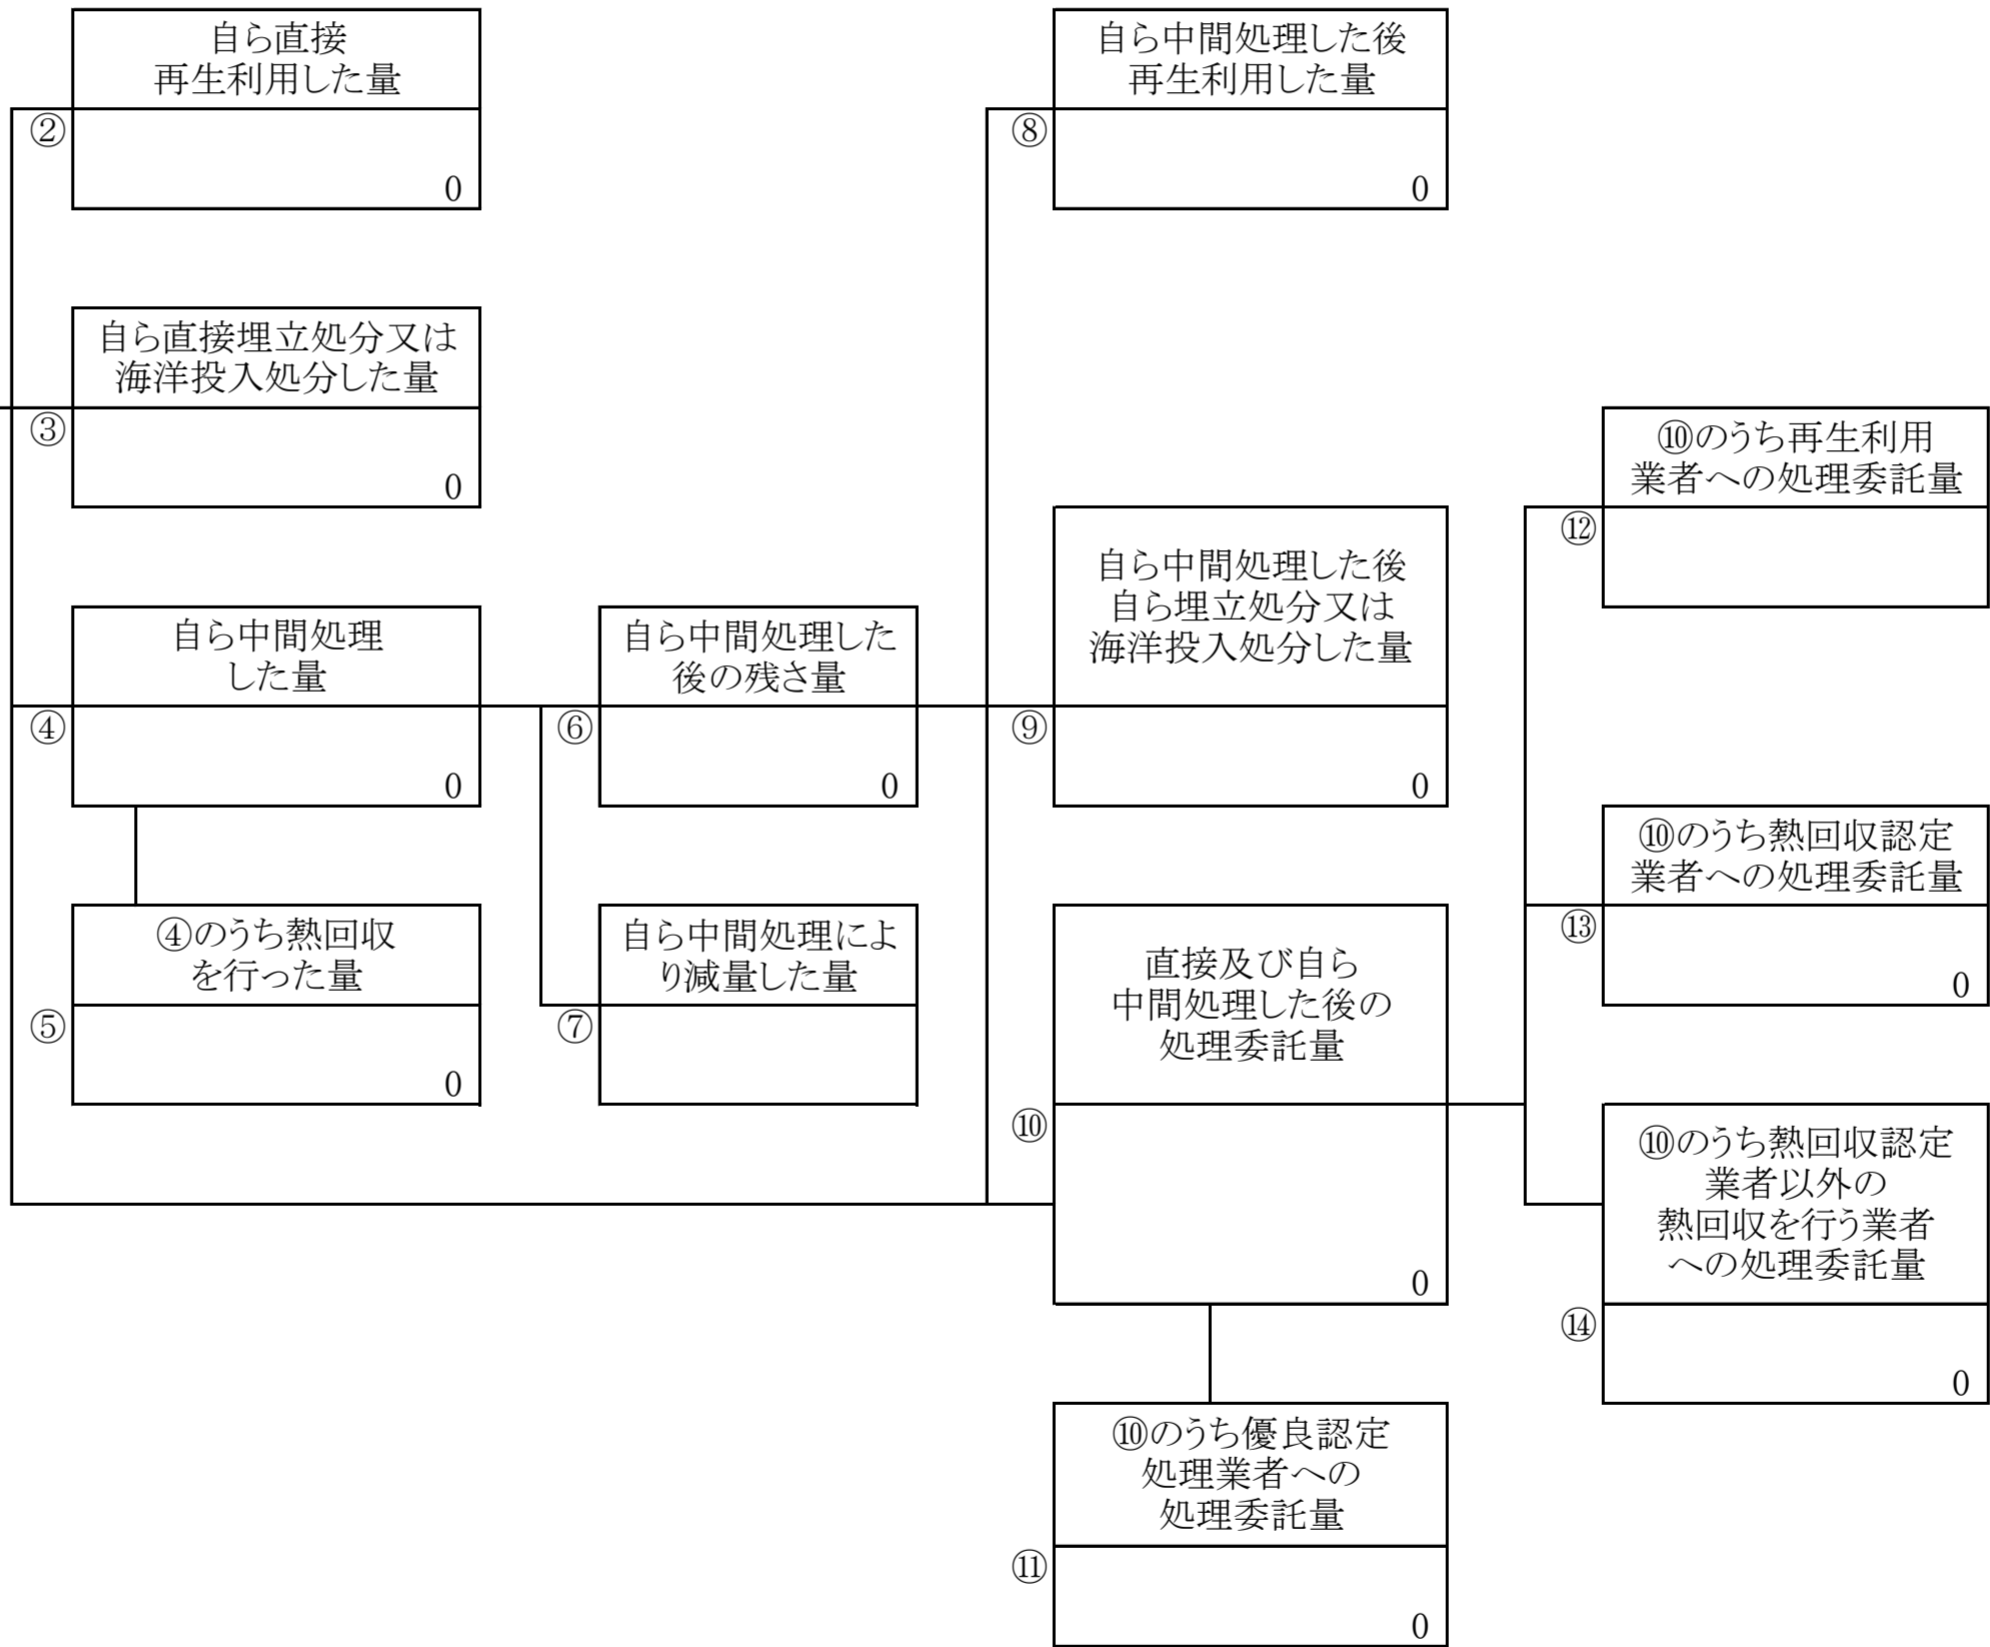 自ら直接
再生利用した量
②
0
自ら直接埋立処分又は
海洋投入処分した量
③
0
自ら中間処理
した量
④
0
④のうち熱回収
を行った量
⑤
0
自ら中間処理した
後の残さ量
⑥
0
自ら中間処理によ
り減量した量
⑦
自ら中間処理した後
再生利用した量
⑧
0
自ら中間処理した後
自ら埋立処分又は
海洋投入処分した量
⑨
0
直接及び自ら
中間処理した後の
処理委託量
⑩
0
⑩のうち優良認定
処理業者への
処理委託量
⑪
0
⑩のうち再生利用
業者への処理委託量
⑫
⑩のうち熱回収認定
業者への処理委託量
⑬
0
⑩のうち熱回収認定
業者以外の
熱回収を行う業者
への処理委託量
⑭
0